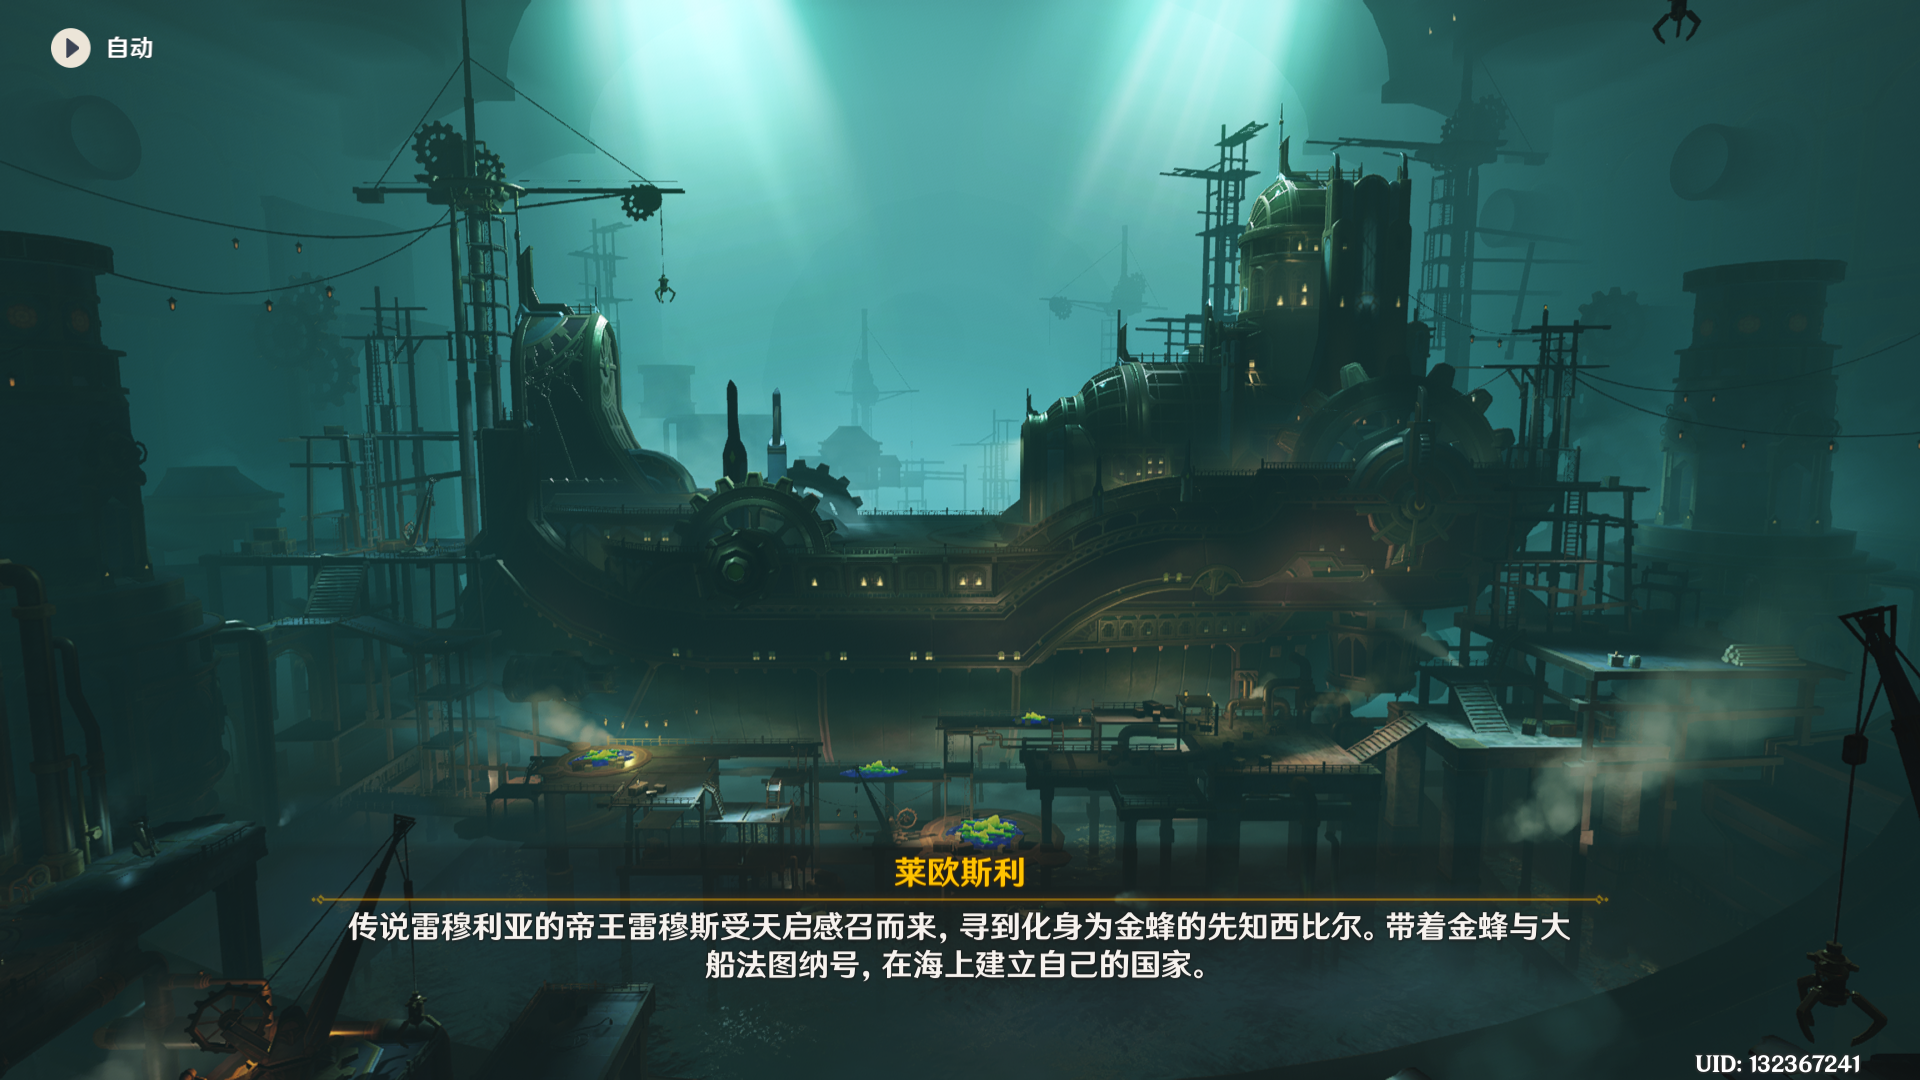 自动
莱欧斯利
传说雷穆利亚的帝王雷穆斯受天启感召而来，寻到化身为金蜂的先知西比尔。带着金蜂与大
船法图纳号，在海上建立自己的国家。
UID: 132367241